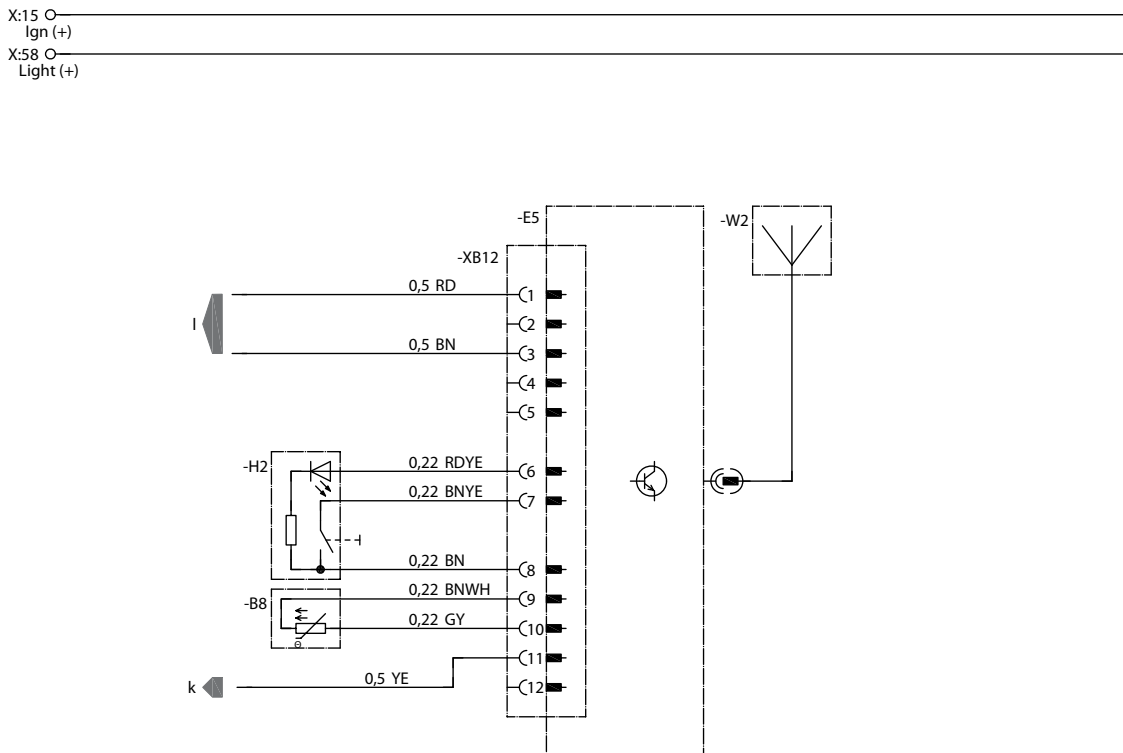 X:15
Ign (+)
X:58
Light (+)
-E5
-W2
-XB12
0,5 RD
1
l
2
0,5 BN
3
4
5
-H2
0,22 RDYE
6
0,22 BNYE
7
0,22 BN
8
0,22 BNWH
9
-B8
0,22 GY
10
Θ
11
k
0,5 YE
12